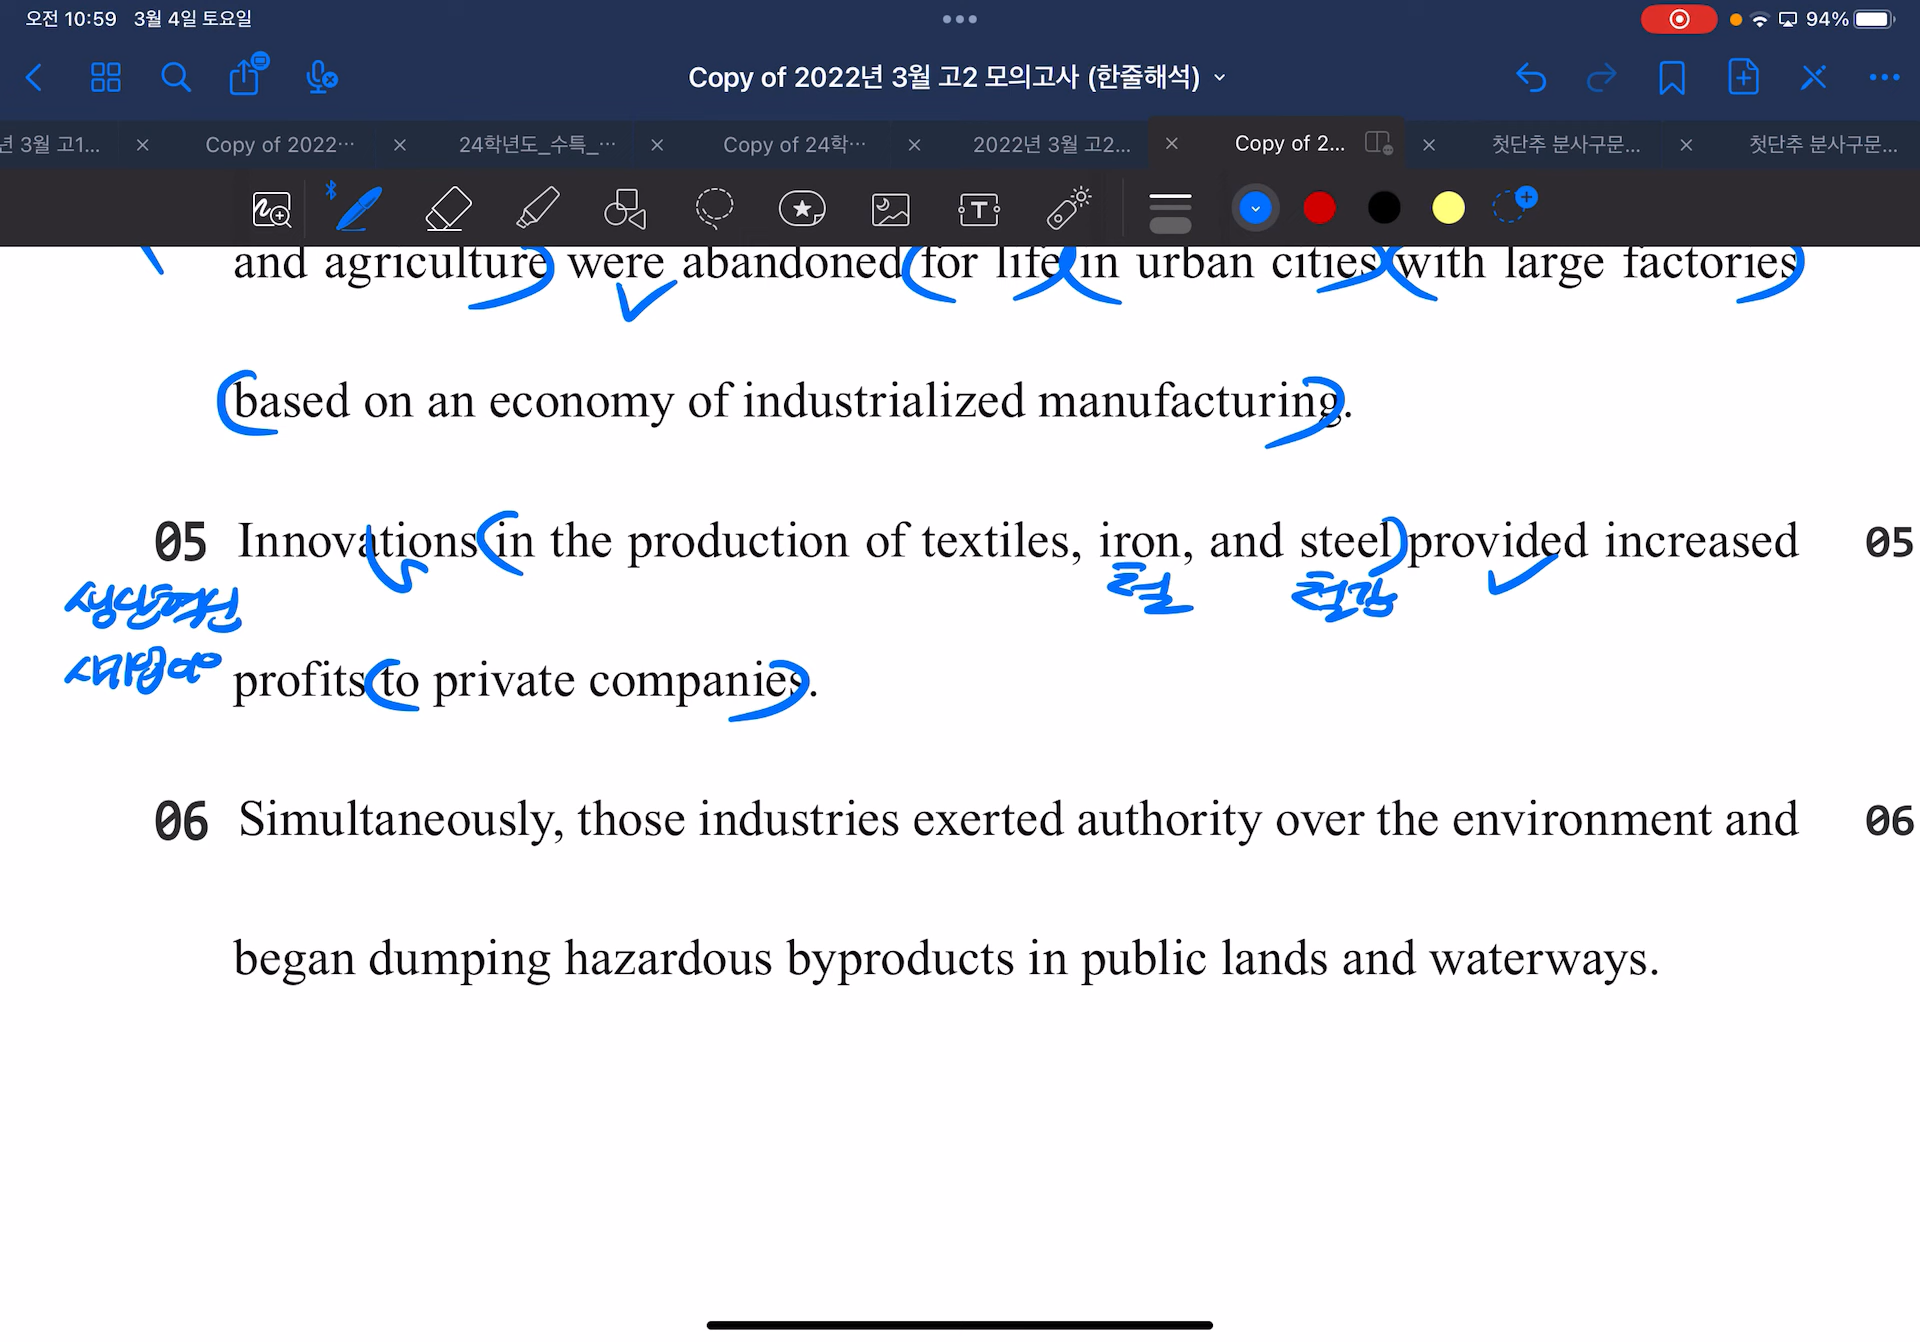 오전 10:59 3월 4일 토요일
94%
Copy of 2022년 3월 고2 모의고사 (한줄해석)
년 3월 고1... Copy of 2022... 24학년도_수특_... Copy of 24학... 2022년 3월 고2... Copy of 2... 첫단추 분사구문... 첫단추 분사구문...
and agriculture were abandoned for life in urban cities with large factories
based on an economy of industrialized manufacturing.
05 Innovations in the production of textiles, iron, and steel provided increased 05
S 철 철강
생산혁신
profits to private companies.
06 Simultaneously, those industries exerted authority over the environment and 06
began dumping hazardous byproducts in public lands and waterways.